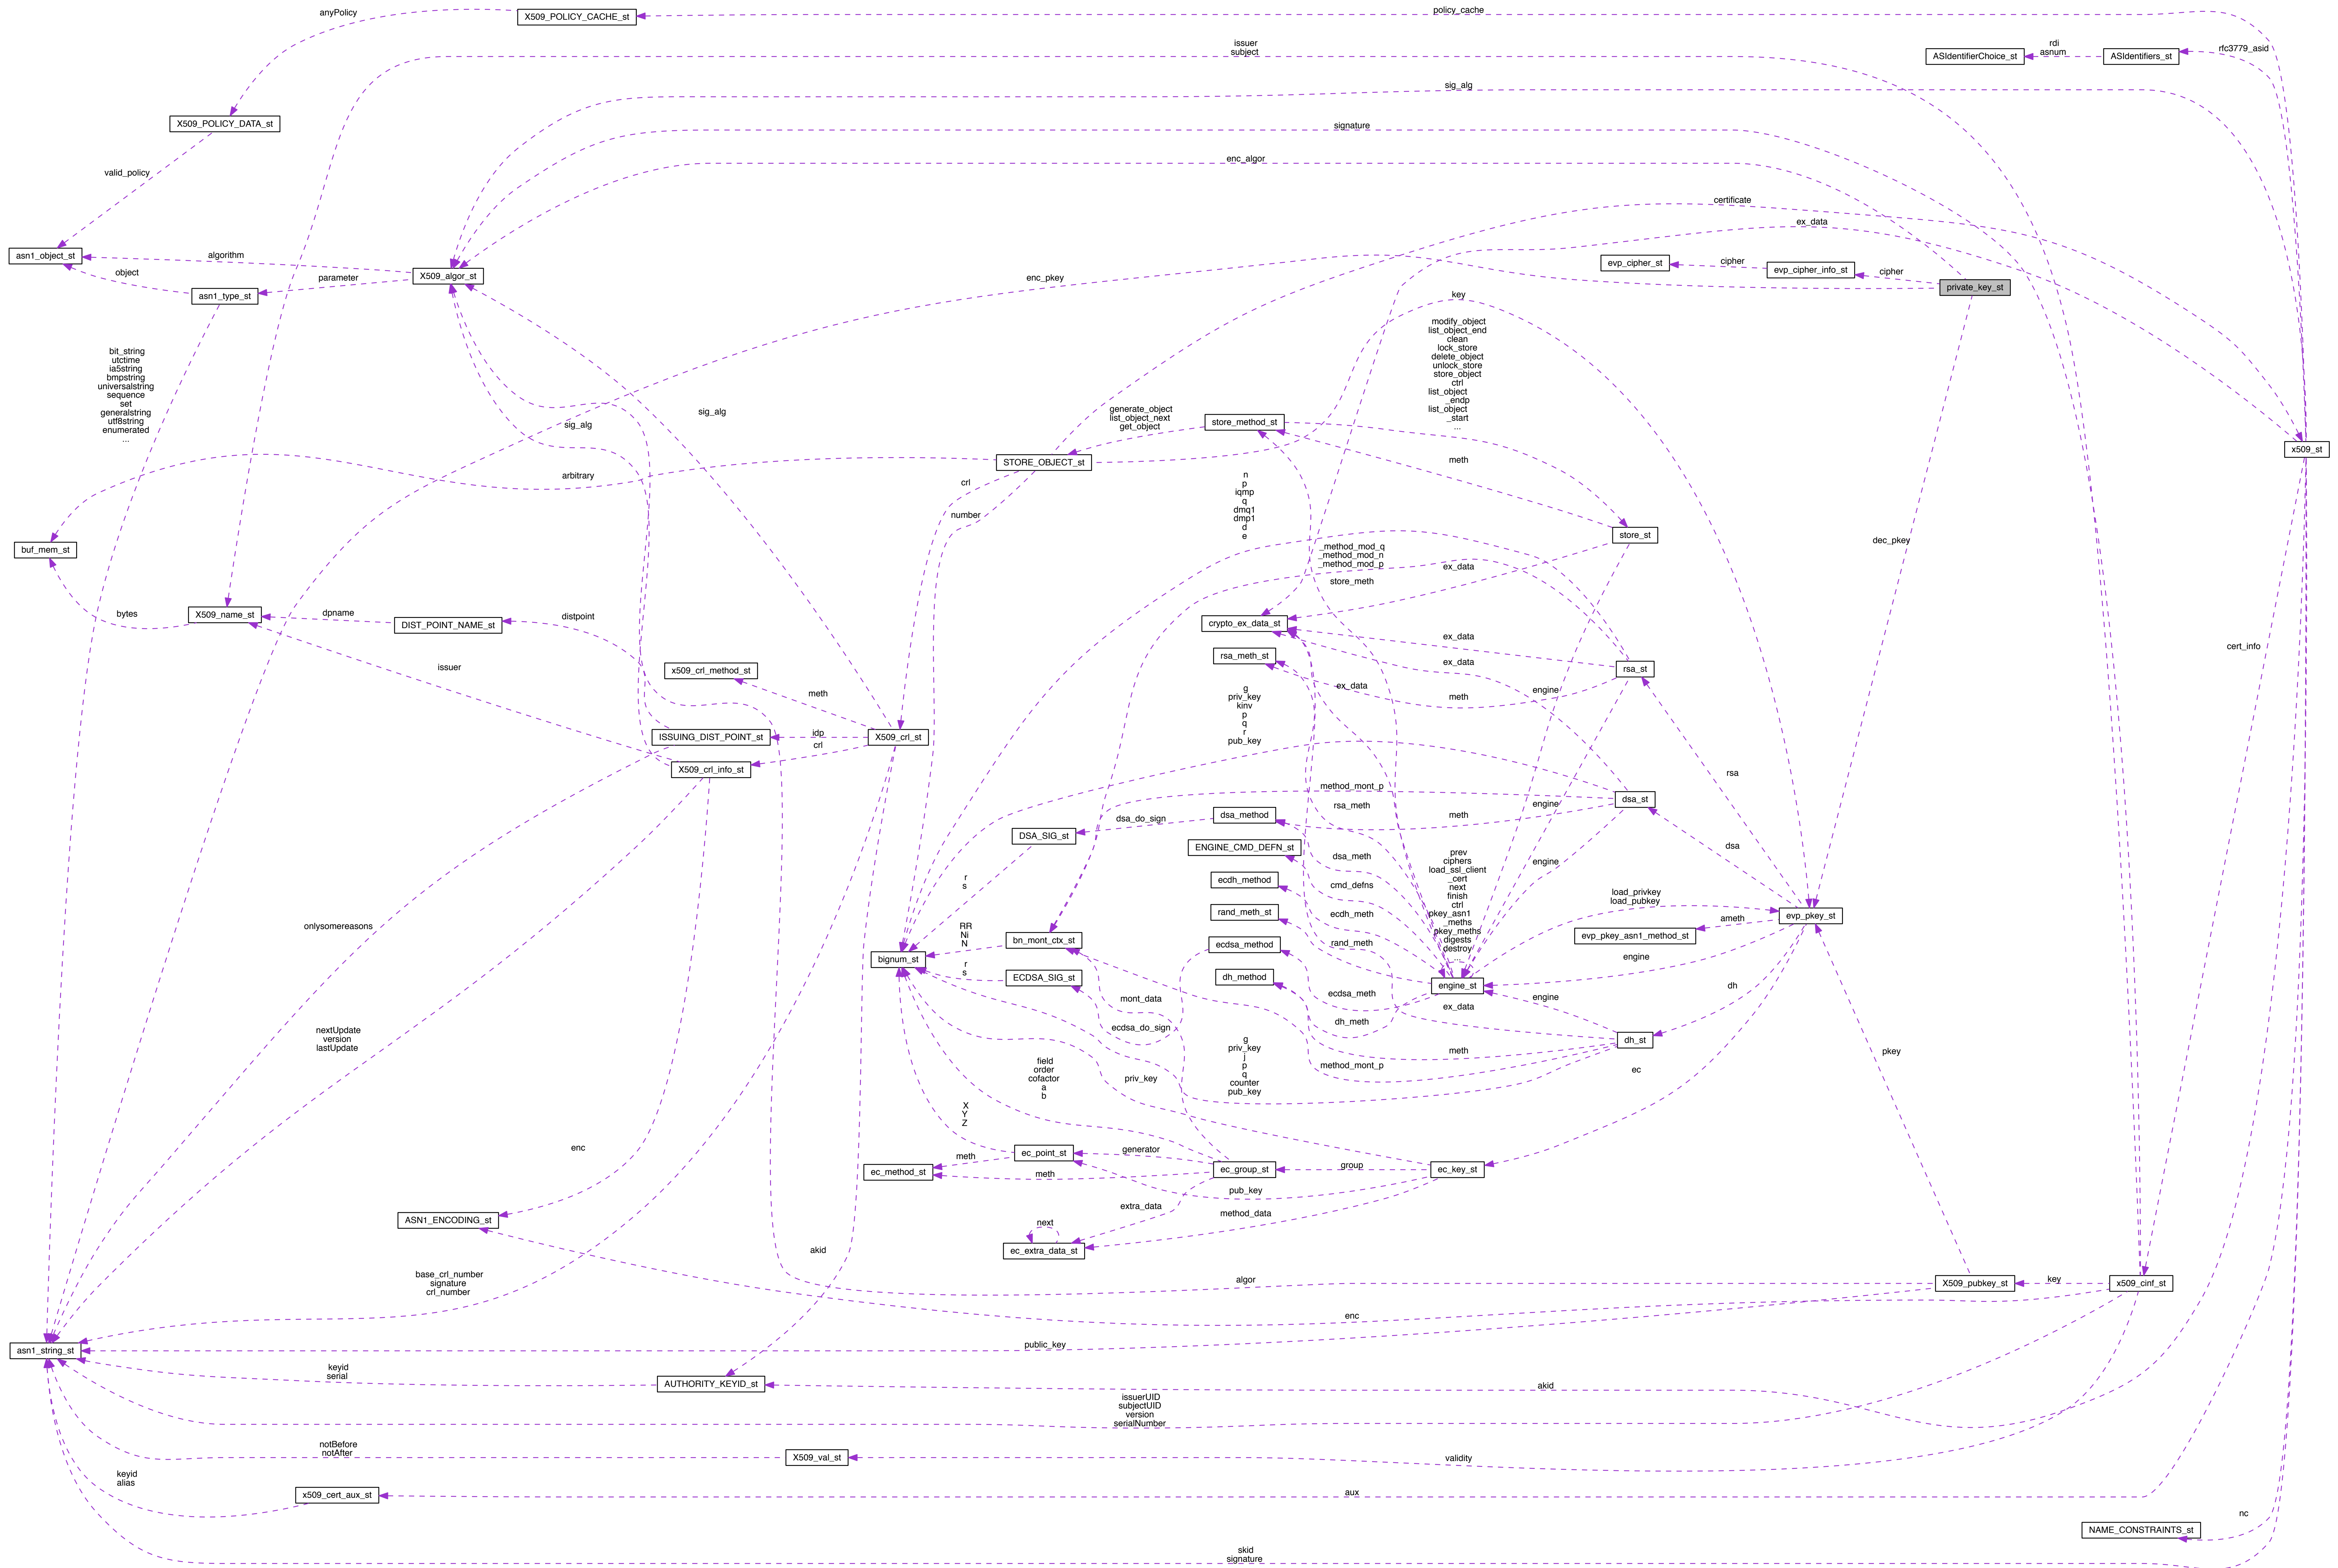 anyPolicy
X509_POLICY_CACHE_st
policy_cache
issuer
subject
rdi
asnum
rfc3779_asid
ASIdentifierChoice_st
ASIdentifiers_st
sig_alg
X509_POLICY_DATA_st
signature
enc_algor
valid_policy
certificate
ex_data
asn1_object_st
algorithm
X509_algor_st
object
parameter
enc_pkey
evp_cipher_st
cipher
evp_cipher_info_st
cipher
private_key_st
asn1_type_st
key
bit_string
utctime
ia5string
bmpstring
universalstring
sequence
set
generalstring
utf8string
enumerated
...
modify_object
list_object_end
clean
lock_store
delete_object
unlock_store
store_object
ctrl
list_object
_endp
list_object
_start
...
sig_alg
sig_alg
generate_object
list_object_next
get_object
store_method_st
x509_st
STORE_OBJECT_st
meth
arbitrary
crl
number
n
p
iqmp
q
dmq1
dmp1
d
e
store_st
dec_pkey
buf_mem_st
_method_mod_q
_method_mod_n
_method_mod_p
ex_data
store_meth
bytes
X509_name_st
dpname
DIST_POINT_NAME_st
distpoint
crypto_ex_data_st
ex_data
rsa_meth_st
ex_data
rsa_st
cert_info
issuer
x509_crl_method_st
meth
ex_data
meth
engine
g
priv_key
kinv
p
q
r
pub_key
ISSUING_DIST_POINT_st
idp
X509_crl_st
crl
X509_crl_info_st
rsa
method_mont_p
dsa_st
rsa_meth
engine
dsa_method
meth
dsa_do_sign
DSA_SIG_st
ENGINE_CMD_DEFN_st
dsa_meth
dsa
engine
prev
ciphers
load_ssl_client
_cert
next
finish
ctrl
pkey_asn1
_meths
pkey_meths
digests
destroy
...
r
s
ecdh_method
cmd_defns
load_privkey
load_pubkey
rand_meth_st
ecdh_meth
evp_pkey_st
ameth
evp_pkey_asn1_method_st
onlysomereasons
RR
Ni
N
bn_mont_ctx_st
ecdsa_method
rand_meth
engine
bignum_st
r
s
ECDSA_SIG_st
dh_method
engine_st
dh
ecdsa_meth
engine
mont_data
ex_data
dh_meth
ecdsa_do_sign
nextUpdate
version
lastUpdate
dh_st
meth
pkey
g
priv_key
j
p
q
counter
pub_key
method_mont_p
field
order
cofactor
a
b
priv_key
ec
X
Y
Z
enc
ec_point_st
generator
meth
ec_method_st
meth
ec_group_st
group
ec_key_st
pub_key
extra_data
method_data
ASN1_ENCODING_st
next
ec_extra_data_st
akid
base_crl_number
signature
crl_number
algor
X509_pubkey_st
key
x509_cinf_st
enc
public_key
asn1_string_st
keyid
serial
AUTHORITY_KEYID_st
akid
issuerUID
subjectUID
version
serialNumber
notBefore
notAfter
X509_val_st
validity
keyid
alias
x509_cert_aux_st
aux
nc
NAME_CONSTRAINTS_st
skid
signature